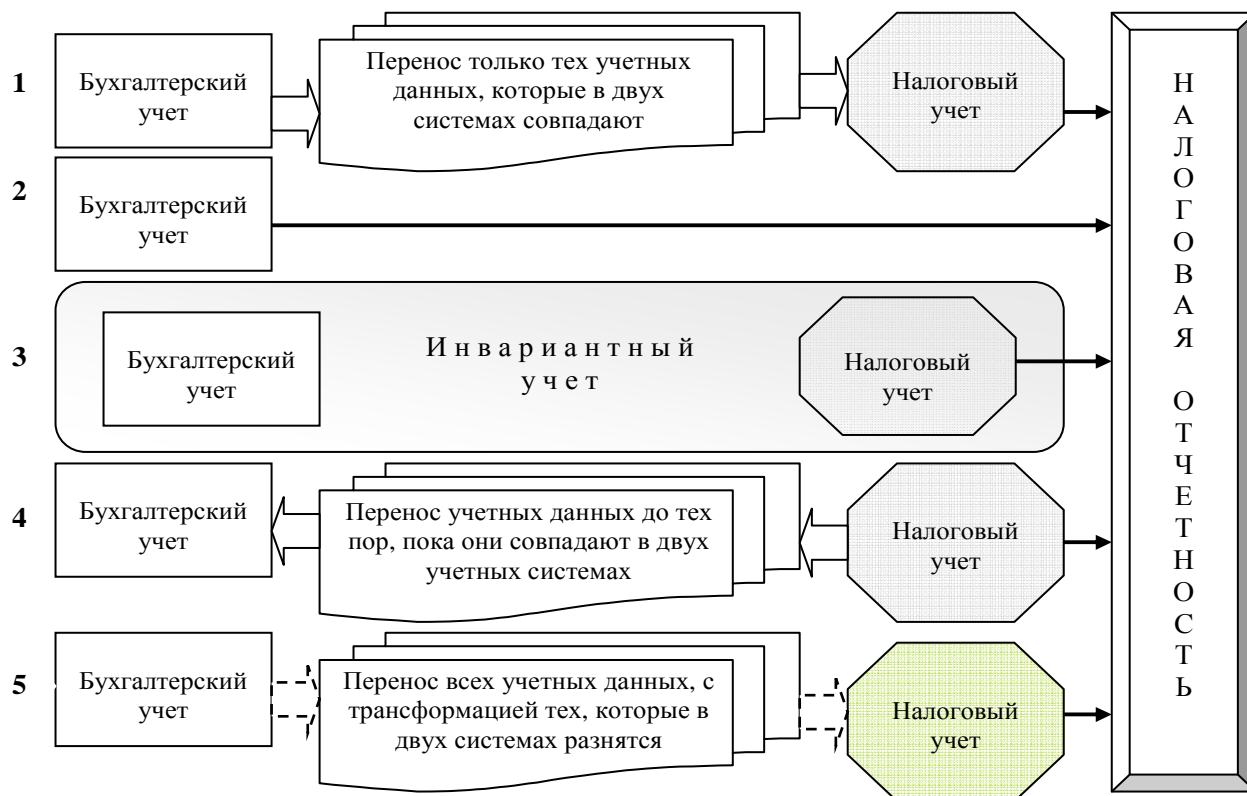 1
Бухгалтерский
учет
Перенос только тех учетных
данных, которые в двух
системах совпадают
Налоговый
учет
2
Бухгалтерский
учет
3
Бухгалтерский
учет
И н в а р и а н т н ы й
у ч е т
Налоговый
учет
4
Бухгалтерский
учет
Перенос учетных данных до тех
пор, пока они совпадают в двух
учетных системах
Налоговый
учет
5
Бухгалтерский
учет
Перенос всех учетных данных, с
трансформацией тех, которые в
двух системах разнятся
Налоговый
учет
Н А Л О Г О В А Я О Т Ч Е Т Н О С Т Ь